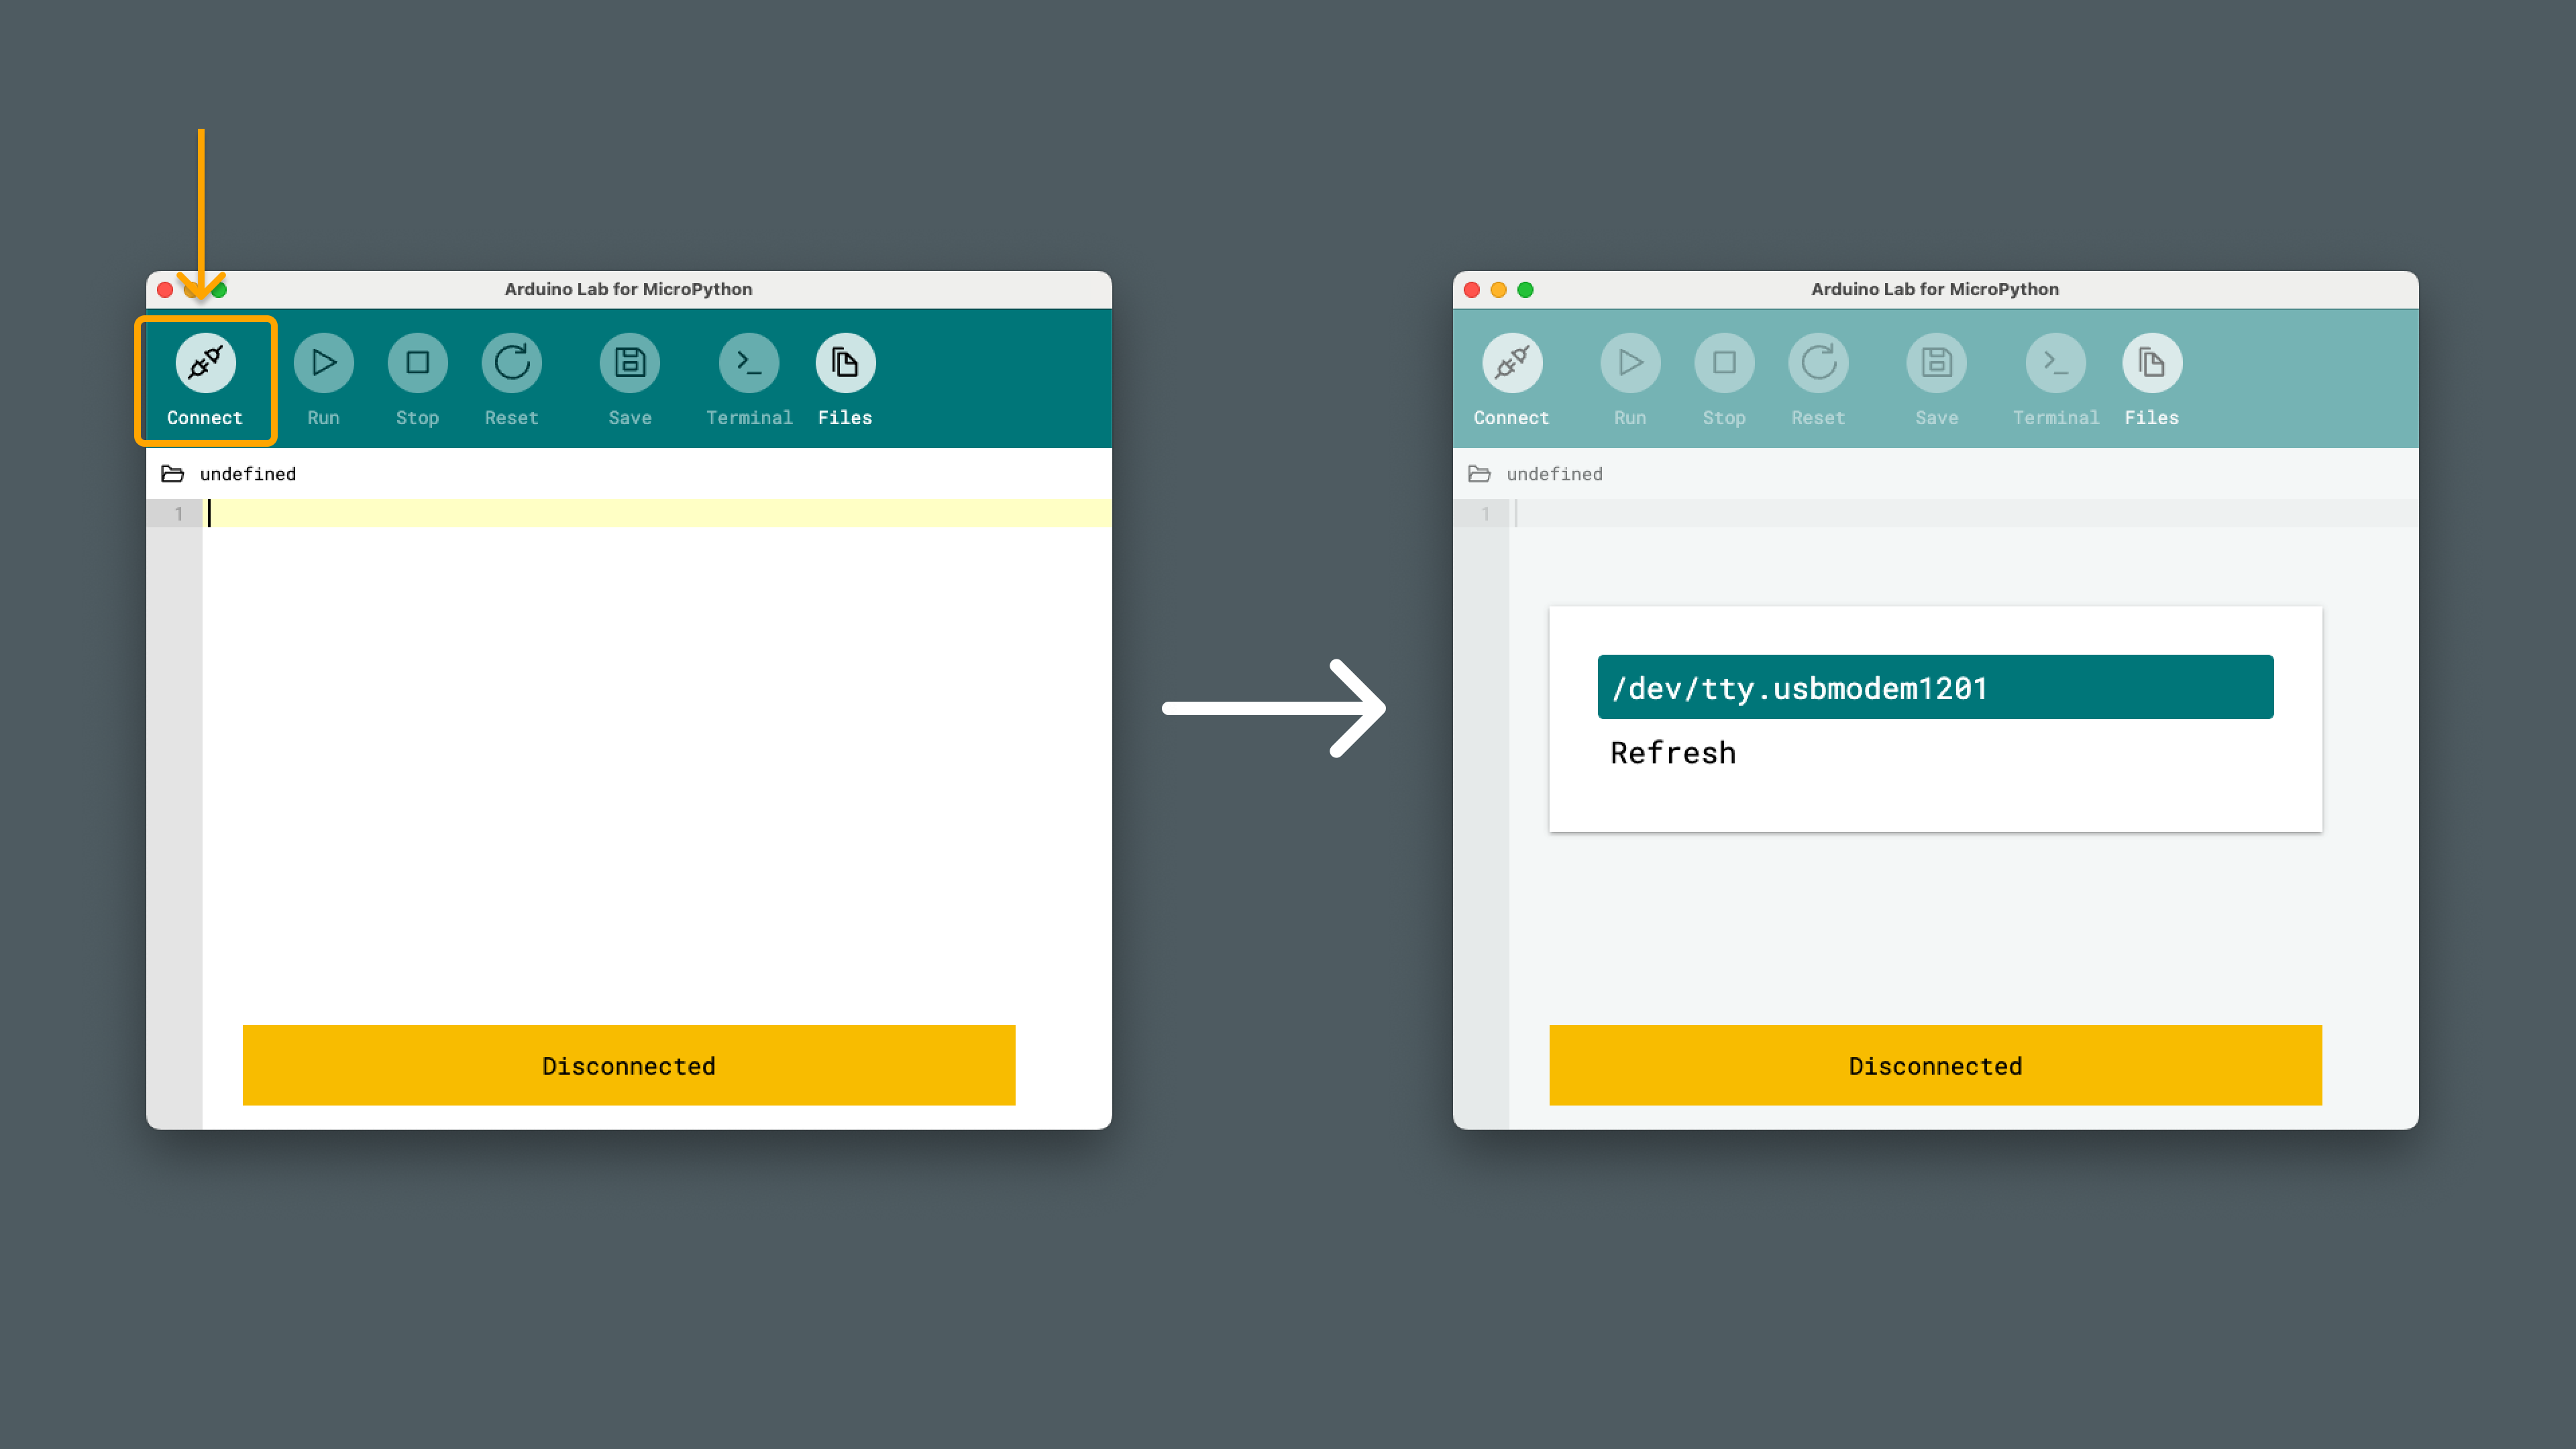 Arduino Lab for MicroPython
Connect Run Stop Reset Save Terminal Files
undefined
1
Disconnected
Arduino Lab for MicroPython
Connect Run Stop Reset Save Terminal Files
undefined
1
/dev/tty.usbmodem1201
Refresh
Disconnected